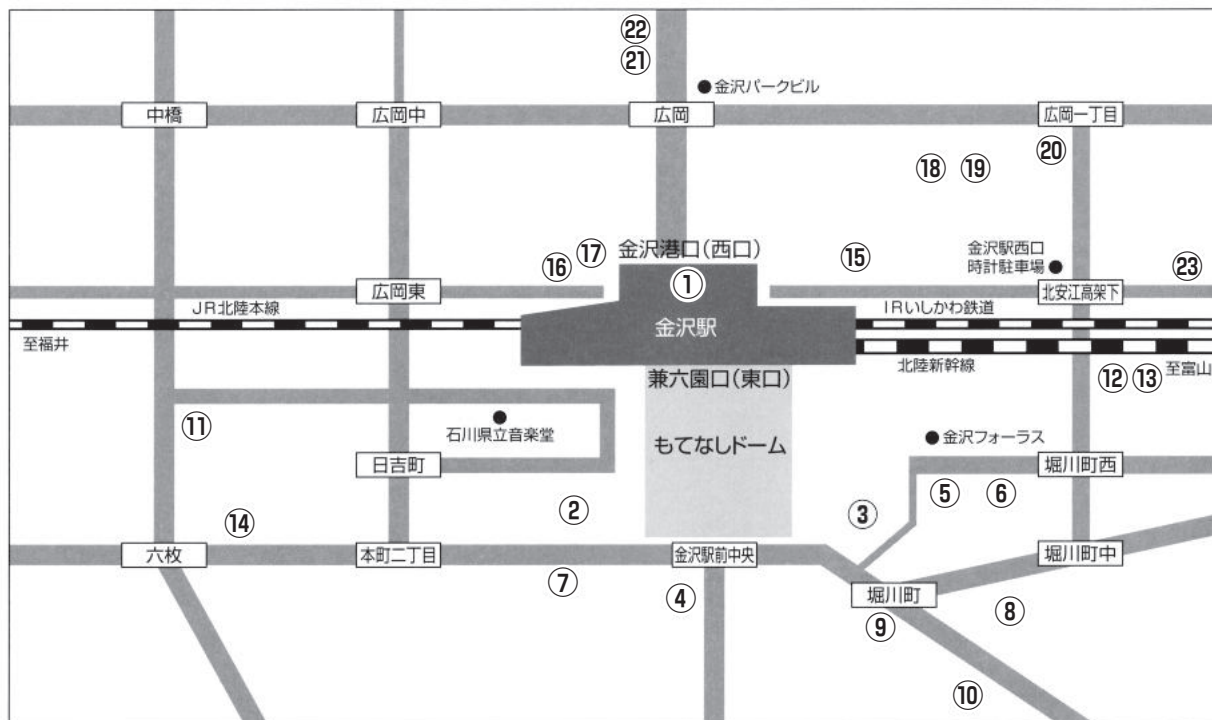 ㉒
㉑
金沢パークビル
中橋
広岡中
広岡
広岡一丁目
⑱
⑲
⑳
金沢港口(西口)
⑯
⑰
①
⑮
金沢駅西口
時計駐車場
㉓
広岡東
北安江高架下
JR北陸本線
金沢駅
IRいしかわ鉄道
至福井
北陸新幹線
至富山
⑫
⑬
兼六園口(東口)
⑪
石川県立音楽堂
もてなしドーム
金沢フォーラス
日吉町
堀川町西
②
③
⑤
⑥
⑭
六枚
本町二丁目
金沢駅前中央
堀川町中
⑦
④
堀川町
⑨
⑧
⑩